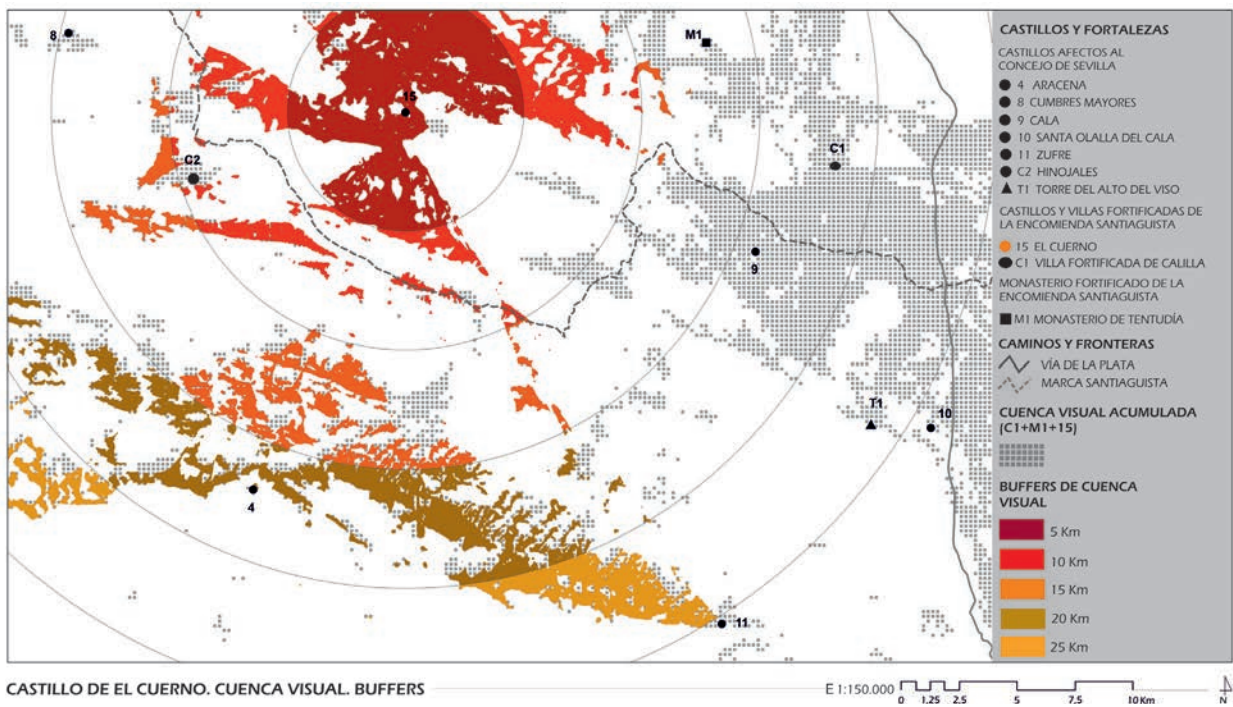 8
M1
15
C2
C1
9
T1
10
4
11
CASTILLOS Y FORTALEZAS
CASTILLOS AFECTOS AL
CONCEJO DE SEVILLA
4 ARACENA
8 CUMBRES MAYORES
9 CALA
10 SANTA OLALLA DEL CALA
11 ZUFRE
C2 HINOJALES
T1 TORRE DEL ALTO DEL VISO
CASTILLOS Y VILLAS FORTIFICADAS DE
LA ENCOMIENDA SANTIAGUISTA
15 EL CUERNO
C1 VILLA FORTIFICADA DE CALILLA
MONASTERIO FORTIFICADO DE LA
ENCOMIENDA SANTIAGUISTA
M1 MONASTERIO DE TENTUDÍA
CAMINOS Y FRONTERAS
VÍA DE LA PLATA
MARCA SANTIAGUISTA
CUENCA VISUAL ACUMULADA
(C1+M1+15)
BUFFERS DE CUENCA
VISUAL
5 Km
10 Km
15 Km
20 Km
25 Km
CASTILLO DE EL CUERNO. CUENCA VISUAL. BUFFERS
E 1:150.000
0 1,25 2,5 5 7,5 10 Km
N